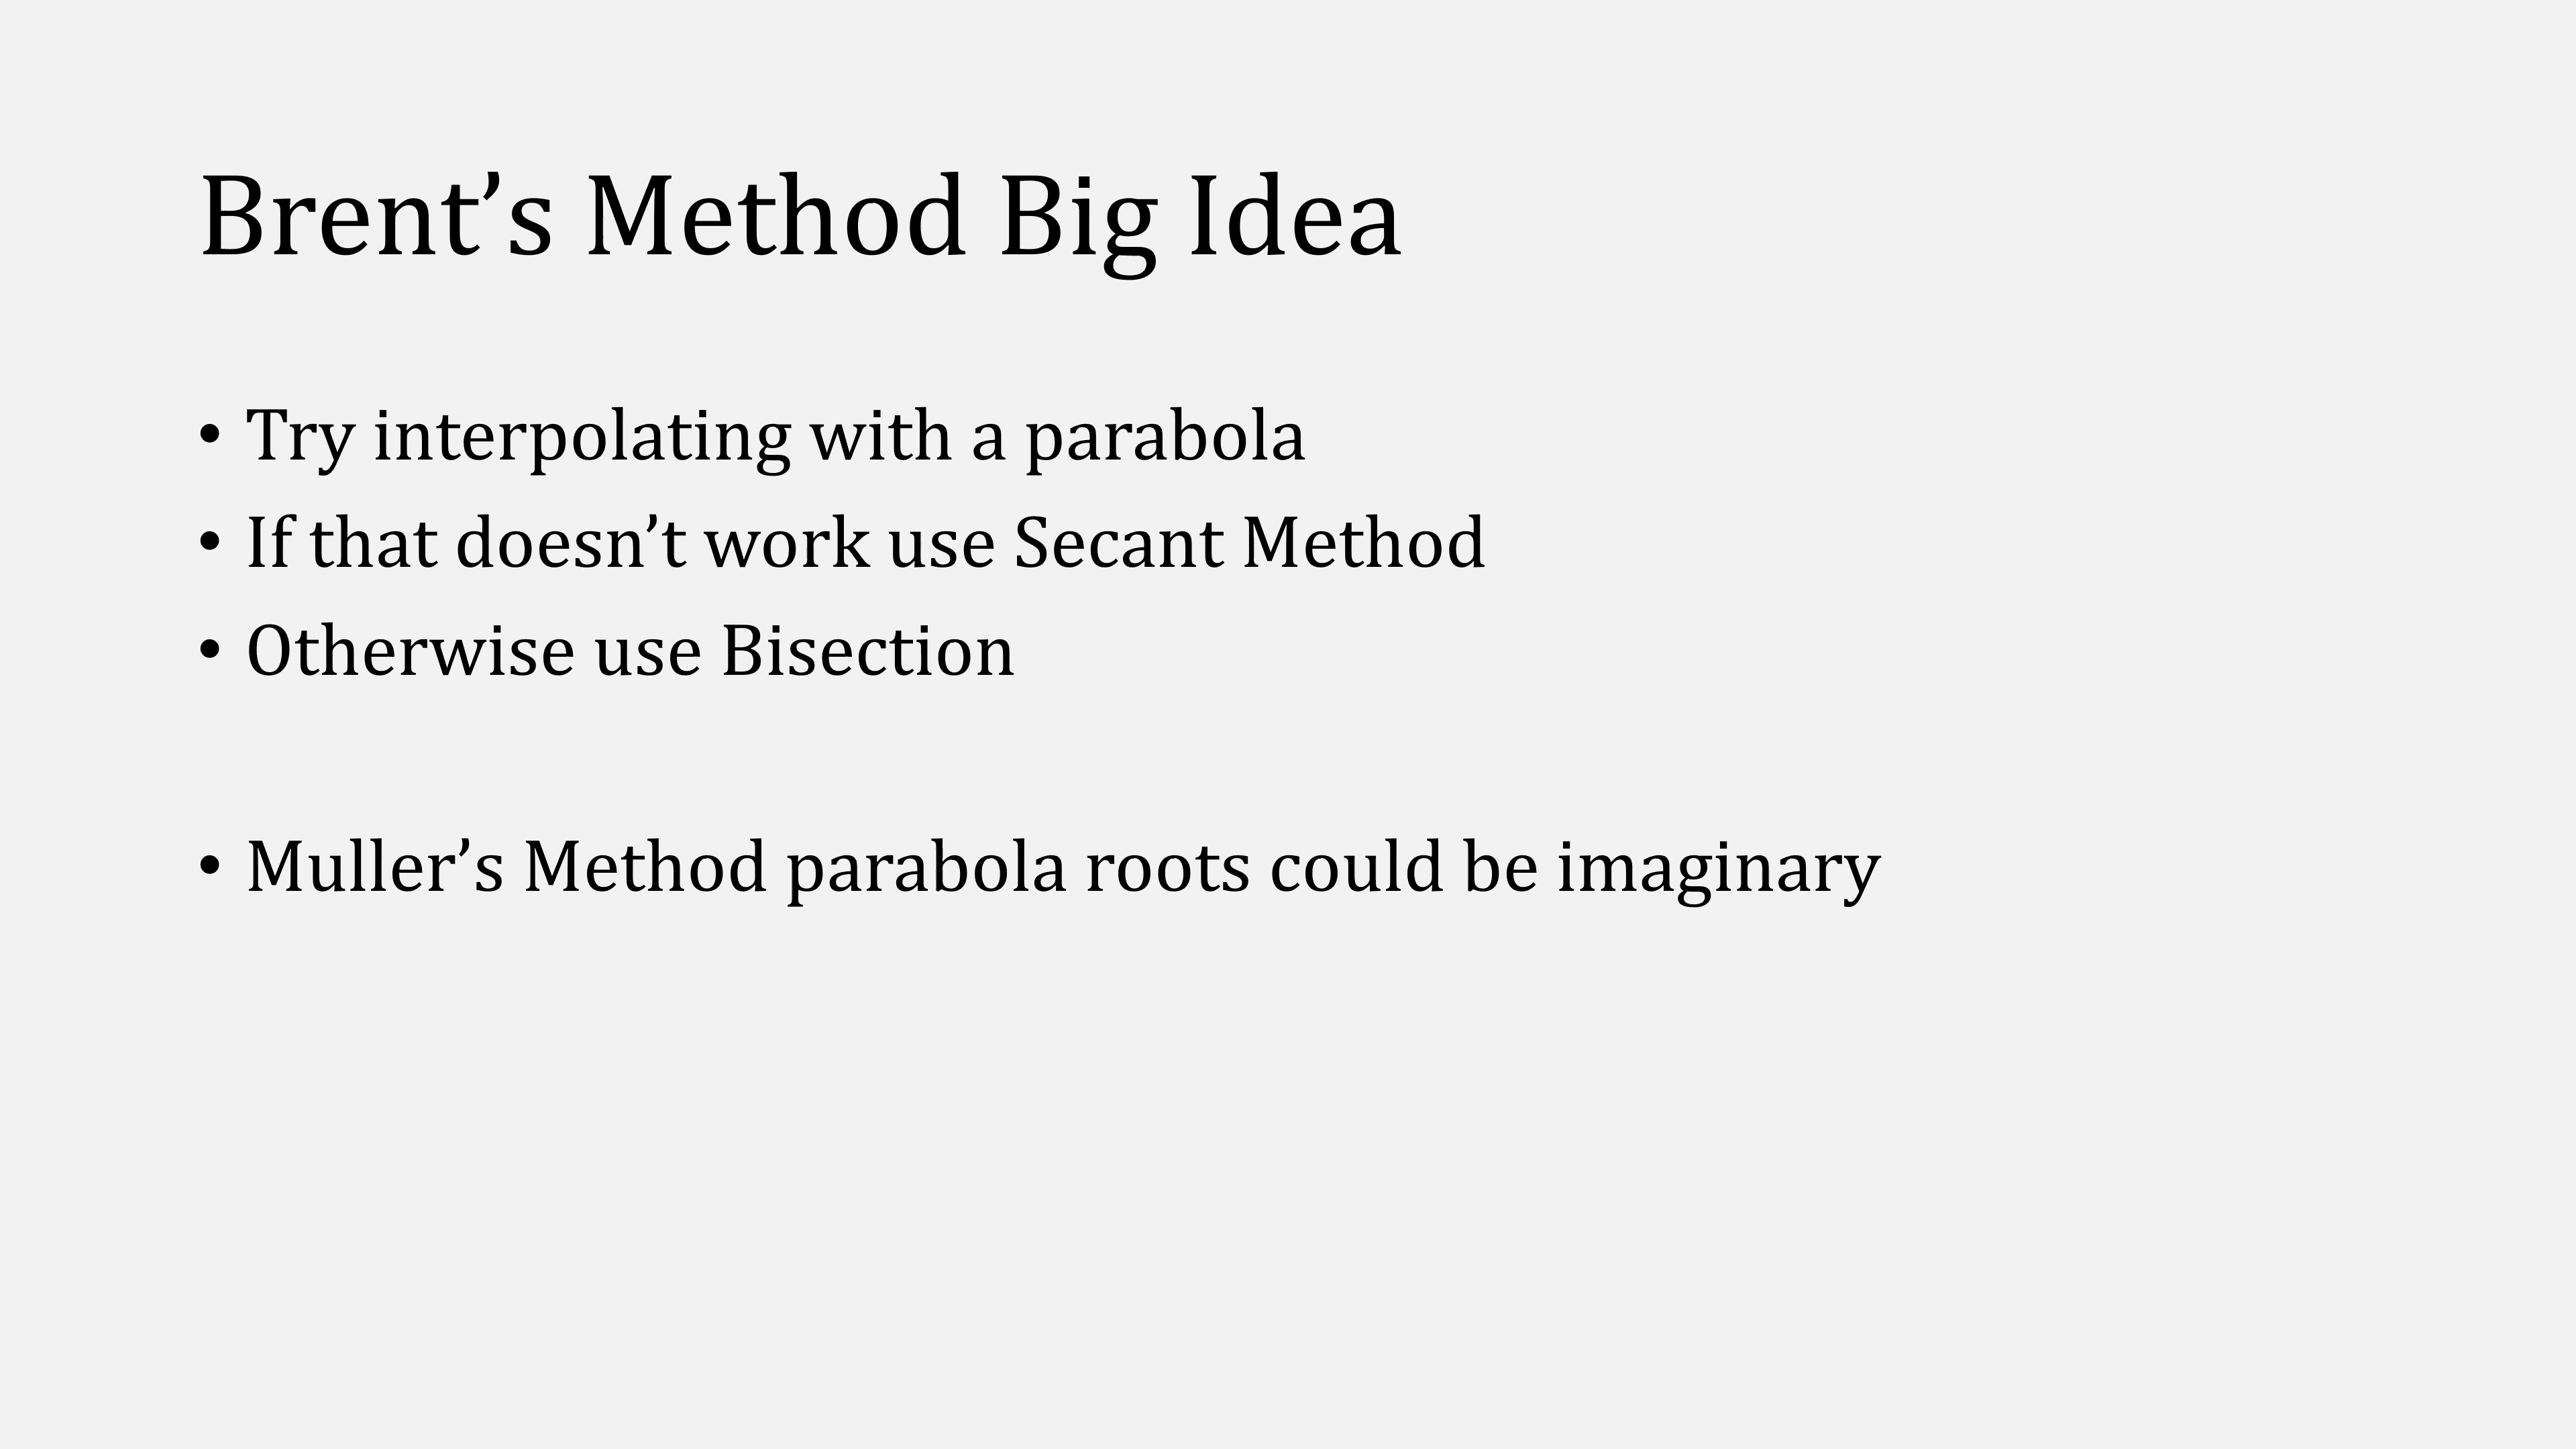 Brent’s Method Big Idea
• Try interpolating with a parabola
• If that doesn’t work use Secant Method
• Otherwise use Bisection
• Muller’s Method parabola roots could be imaginary